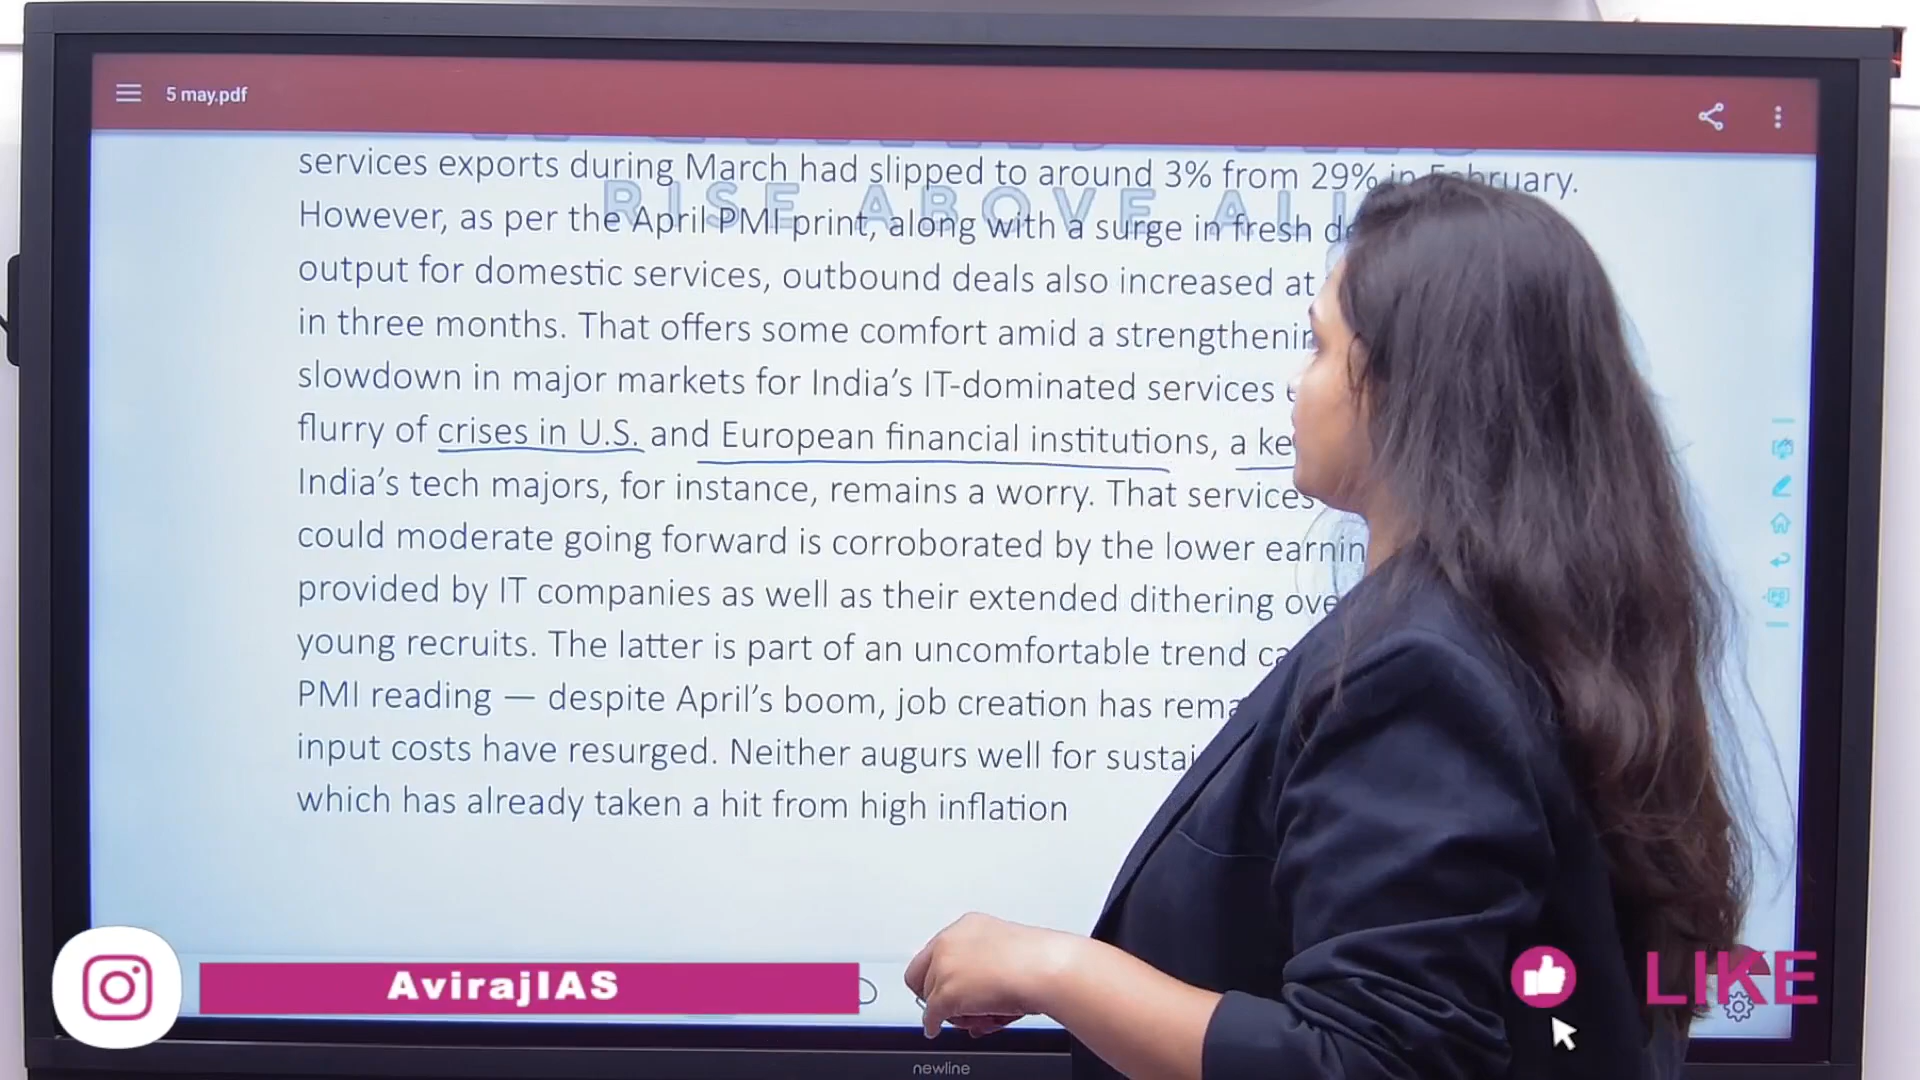 5 may.pdf
services exports during March had slipped to around 3% from 29% in February.
RISE ABOVE ALL
However, as per the April PMI print, along with a surge in fresh
output for domestic services, outbound deals also increased at
in three months. That offers some comfort amid a
slowdown in major markets for India's IT-dominated services
flurry of crises in U.S. and European financial institutions, a
India's tech majors, for instance, remains a worry. That services
could moderate going forward is corroborated by the lower
provided by IT companies as well as their extended dithering
young recruits. The latter is part of an uncomfortable trend
PMI reading — despite April's boom, job creation has
input costs have resurged. Neither augurs well for
which has already taken a hit from high inflation
AvirajIAS
LIKE
newline